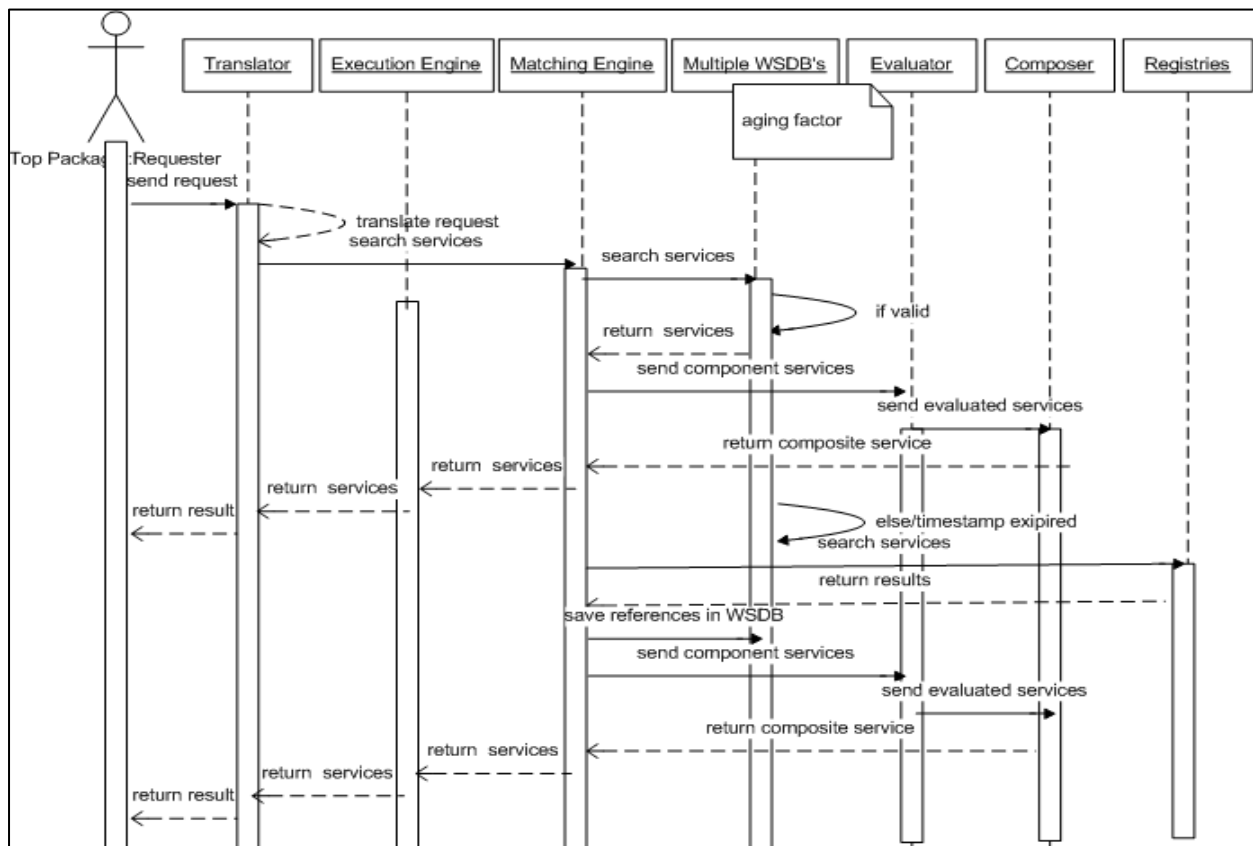 Translator
Execution Engine
Matching Engine
Multiple WSDB's
Evaluator
Composer
Registries
aging factor
Top Package::Requester
send request
translate request
search services
search services
if valid
return services
send component services
send evaluated services
return composite service
return services
return services
return result
else/timestamp exipired
search services
return results
save references in WSDB
send component services
send evaluated services
return composite service
return services
return services
return result